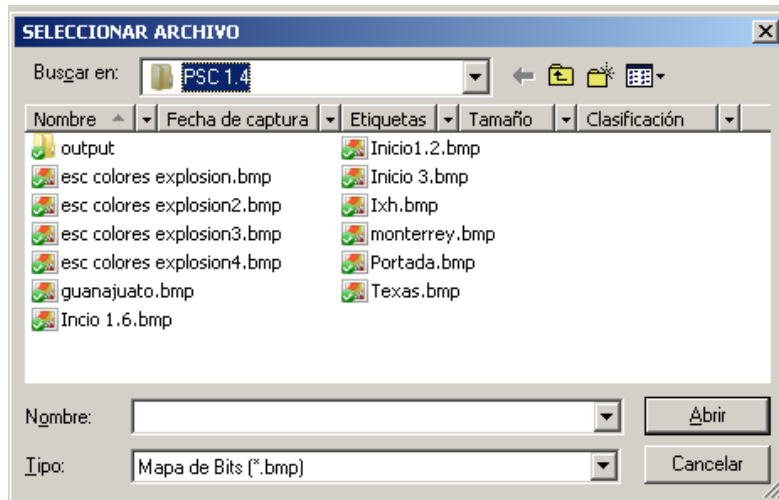 SELECCIONAR ARCHIVO
Buscar en: PSC 1.4
Nombre Fecha de captura Etiquetas Tamaño Clasificación
output
esc colores explosion.bmp
esc colores explosion2.bmp
esc colores explosion3.bmp
esc colores explosion4.bmp
guanajuato.bmp
Incio 1.6.bmp
Inicio1.2.bmp
Inicio 3.bmp
Ixh.bmp
monterrey.bmp
Portada.bmp
Texas.bmp
Nombre: Abrir
Tipo: Mapa de Bits (*.bmp) Cancelar